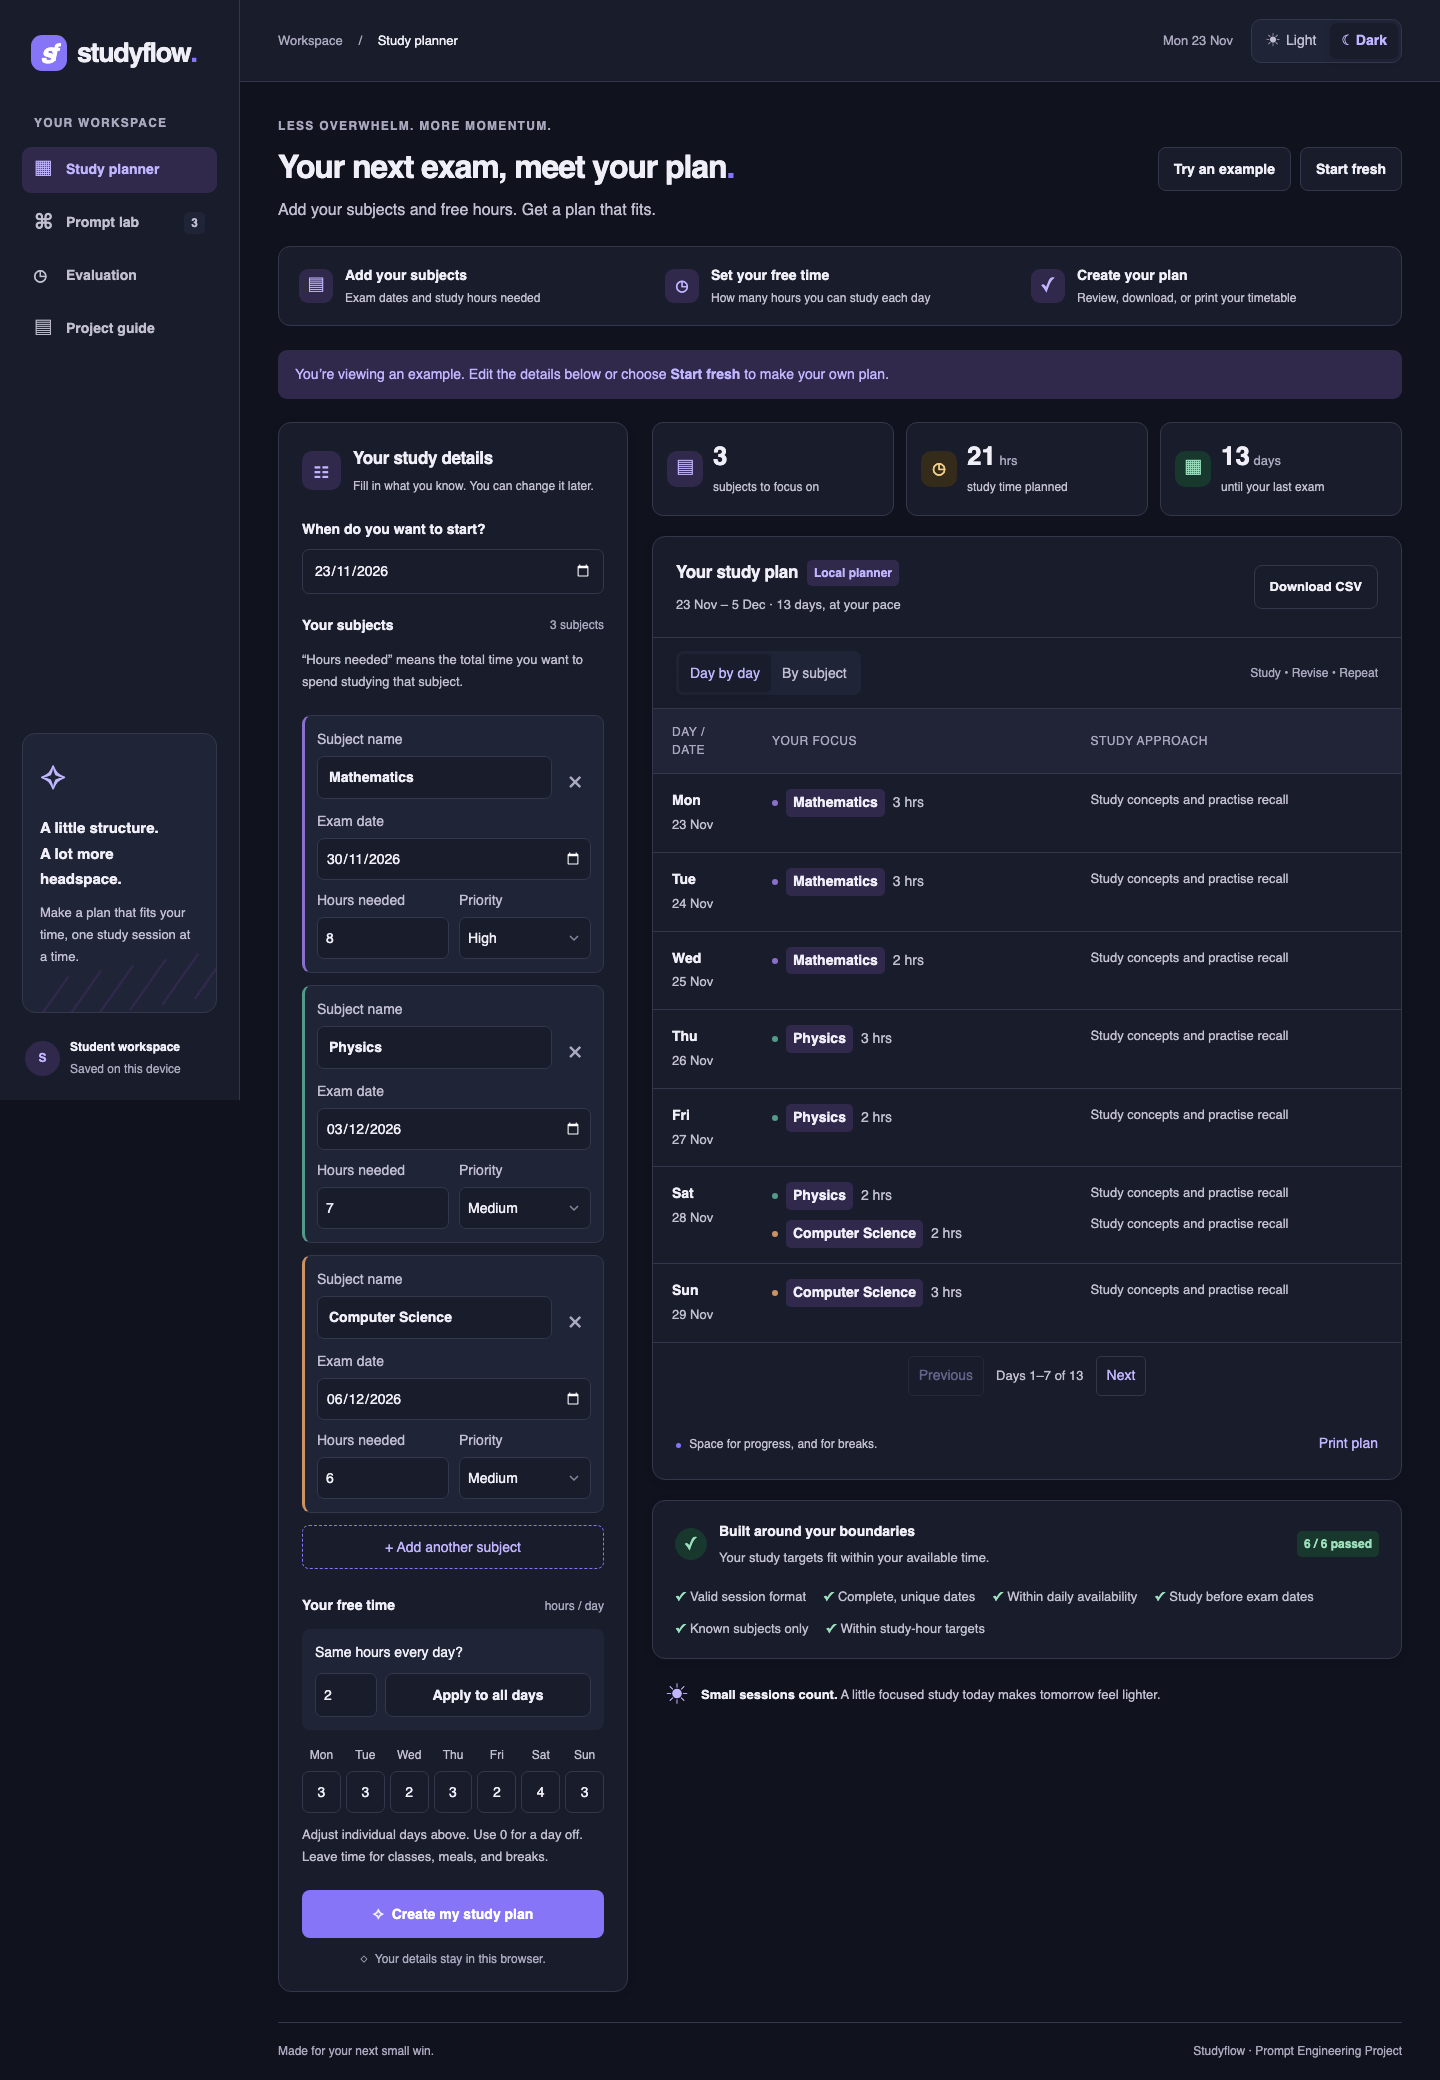 sf studyflow.
YOUR WORKSPACE
Study planner
Prompt lab 3
Evaluation
Project guide
A little structure.
A lot more
headspace.
Make a plan that fits your
time, one study session at
a time.
S
Student workspace
Saved on this device
Workspace / Study planner
Mon 23 Nov
Light
Dark
LESS OVERWHELM. MORE MOMENTUM.
Your next exam, meet your plan.
Add your subjects and free hours. Get a plan that fits.
Try an example
Start fresh
Add your subjects
Exam dates and study hours needed
Set your free time
How many hours you can study each day
Create your plan
Review, download, or print your timetable
You're viewing an example. Edit the details below or choose Start fresh to make your own plan.
Your study details
Fill in what you know. You can change it later.
When do you want to start?
23/11/2026
Your subjects 3 subjects
“Hours needed” means the total time you want to
spend studying that subject.
Subject name
Mathematics
Exam date
30/11/2026
Hours needed Priority
8 High
Subject name
Physics
Exam date
03/12/2026
Hours needed Priority
7 Medium
Subject name
Computer Science
Exam date
06/12/2026
Hours needed Priority
6 Medium
+ Add another subject
Your free time hours / day
Same hours every day?
2 Apply to all days
Mon Tue Wed Thu Fri Sat Sun
3 3 2 3 2 4 3
Adjust individual days above. Use 0 for a day off.
Leave time for classes, meals, and breaks.
Create my study plan
Your details stay in this browser.
3
subjects to focus on
21 hrs
study time planned
13 days
until your last exam
Your study plan Local planner
23 Nov – 5 Dec · 13 days, at your pace
Download CSV
Day by day By subject
Study • Revise • Repeat
DAY /
DATE
YOUR FOCUS
STUDY APPROACH
Mon
23 Nov
Mathematics 3 hrs
Study concepts and practise recall
Tue
24 Nov
Mathematics 3 hrs
Study concepts and practise recall
Wed
25 Nov
Mathematics 2 hrs
Study concepts and practise recall
Thu
26 Nov
Physics 3 hrs
Study concepts and practise recall
Fri
27 Nov
Physics 2 hrs
Study concepts and practise recall
Sat
28 Nov
Physics 2 hrs
Study concepts and practise recall
Computer Science 2 hrs
Study concepts and practise recall
Sun
29 Nov
Computer Science 3 hrs
Study concepts and practise recall
Previous Days 1–7 of 13 Next
Space for progress, and for breaks.
Print plan
Built around your boundaries
Your study targets fit within your available time.
6 / 6 passed
✓ Valid session format ✓ Complete, unique dates ✓ Within daily availability ✓ Study before exam dates
✓ Known subjects only ✓ Within study-hour targets
Small sessions count. A little focused study today makes tomorrow feel lighter.
Made for your next small win.
Studyflow · Prompt Engineering Project